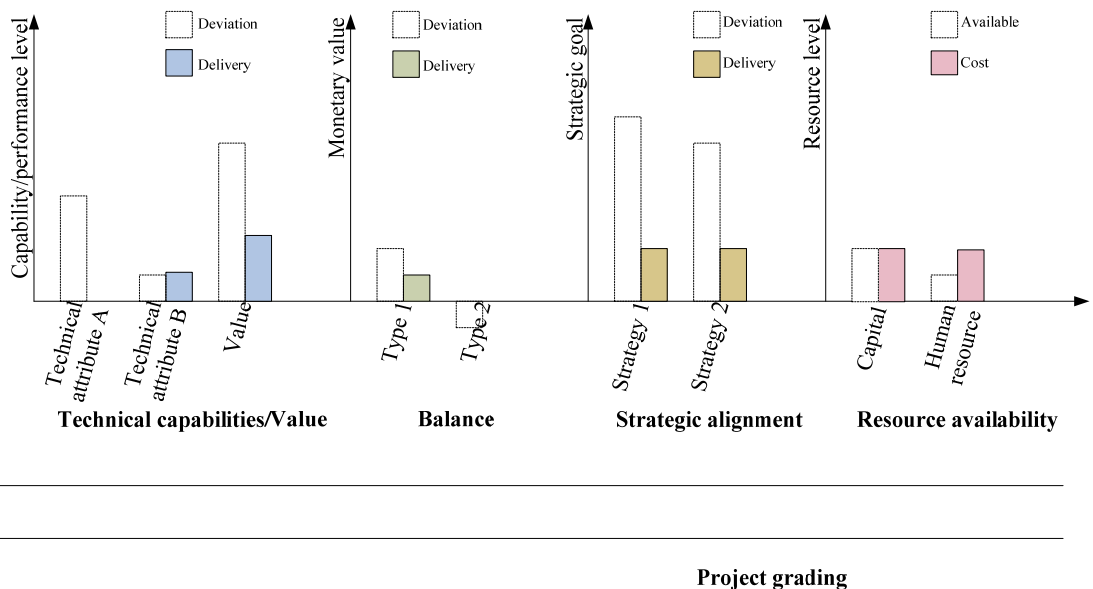 Capability/performance level
Deviation
Delivery
Technical
attribute A
Technical
attribute B
Value
Technical capabilities/Value
Monetary value
Deviation
Delivery
Type 1
Type 2
Balance
Strategic goal
Deviation
Delivery
Strategy 1
Strategy 2
Strategic alignment
Resource level
Available
Cost
Capital
Human
resource
Resource availability
Project grading